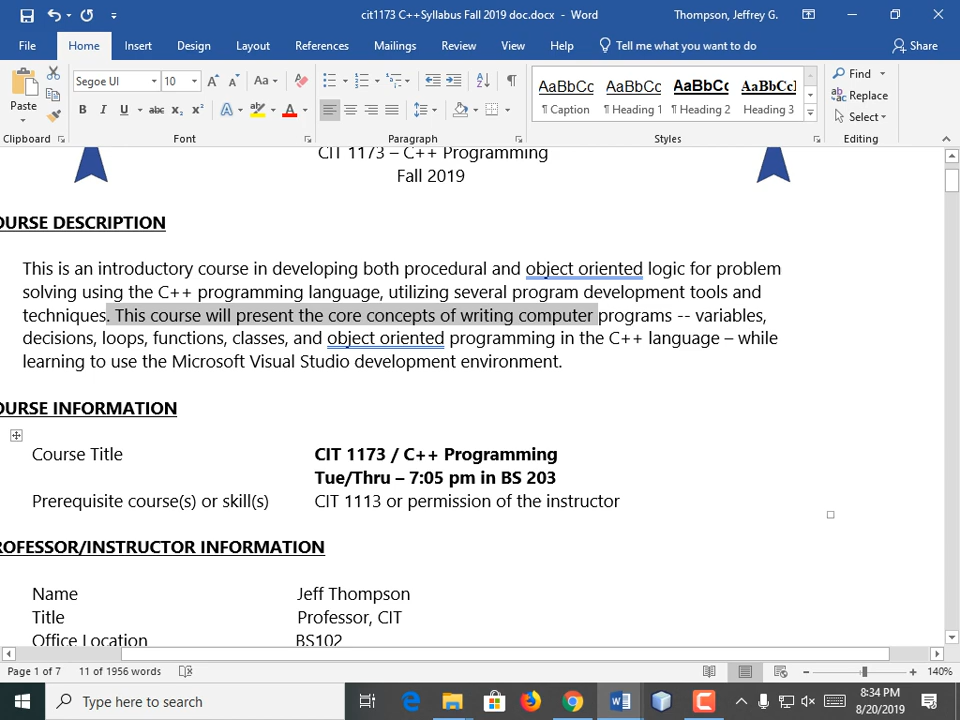 cit1173 C++Syllabus Fall 2019 doc.docx - Word
Thompson, Jeffrey G.
File Home Insert Design Layout References Mailings Review View Help Tell me what you want to do Share
Paste
Segoe UI 10 Aa
B I U abc x₂ x² A A
AaBbCc AaBbCc AaBbCc AaBbCc
¶ Caption ¶ Heading 1 ¶ Heading 2 Heading 3
Find
Replace
Select
Clipboard Font Paragraph Styles Editing
CIT 1173 – C++ Programming
Fall 2019
OURSE DESCRIPTION
This is an introductory course in developing both procedural and object oriented logic for problem
solving using the C++ programming language, utilizing several program development tools and
techniques. This course will present the core concepts of writing computer programs -- variables,
decisions, loops, functions, classes, and object oriented programming in the C++ language – while
learning to use the Microsoft Visual Studio development environment.
OURSE INFORMATION
Course Title CIT 1173 / C++ Programming
Tue/Thru – 7:05 pm in BS 203
Prerequisite course(s) or skill(s) CIT 1113 or permission of the instructor
ROFESSOR/INSTRUCTOR INFORMATION
Name Jeff Thompson
Title Professor, CIT
Office Location BS102
Page 1 of 7 11 of 1956 words 140%
Type here to search
8:34 PM
8/20/2019